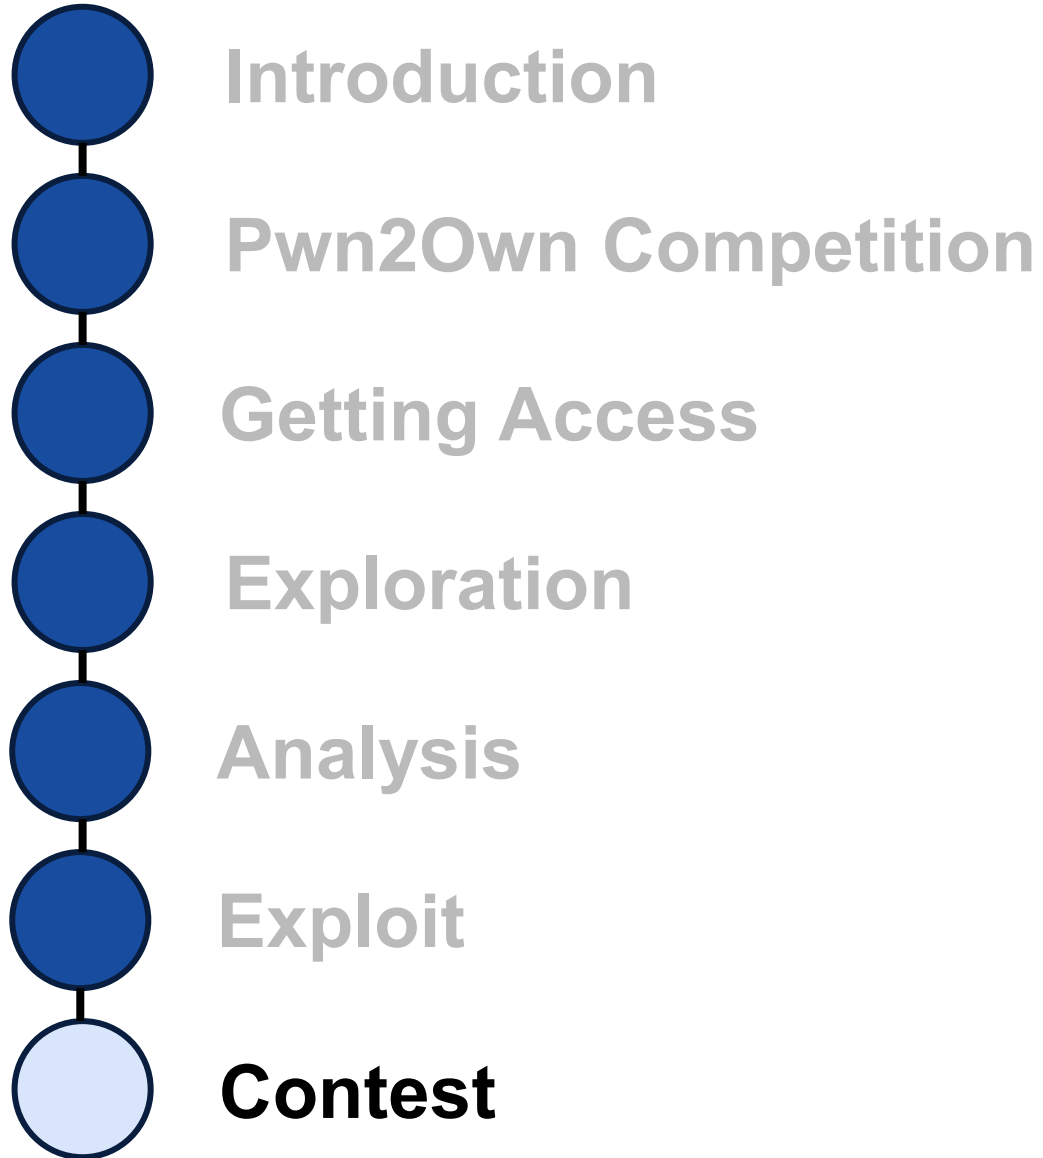 Introduction
Pwn2Own Competition
Getting Access
Exploration
Analysis
Exploit
Contest